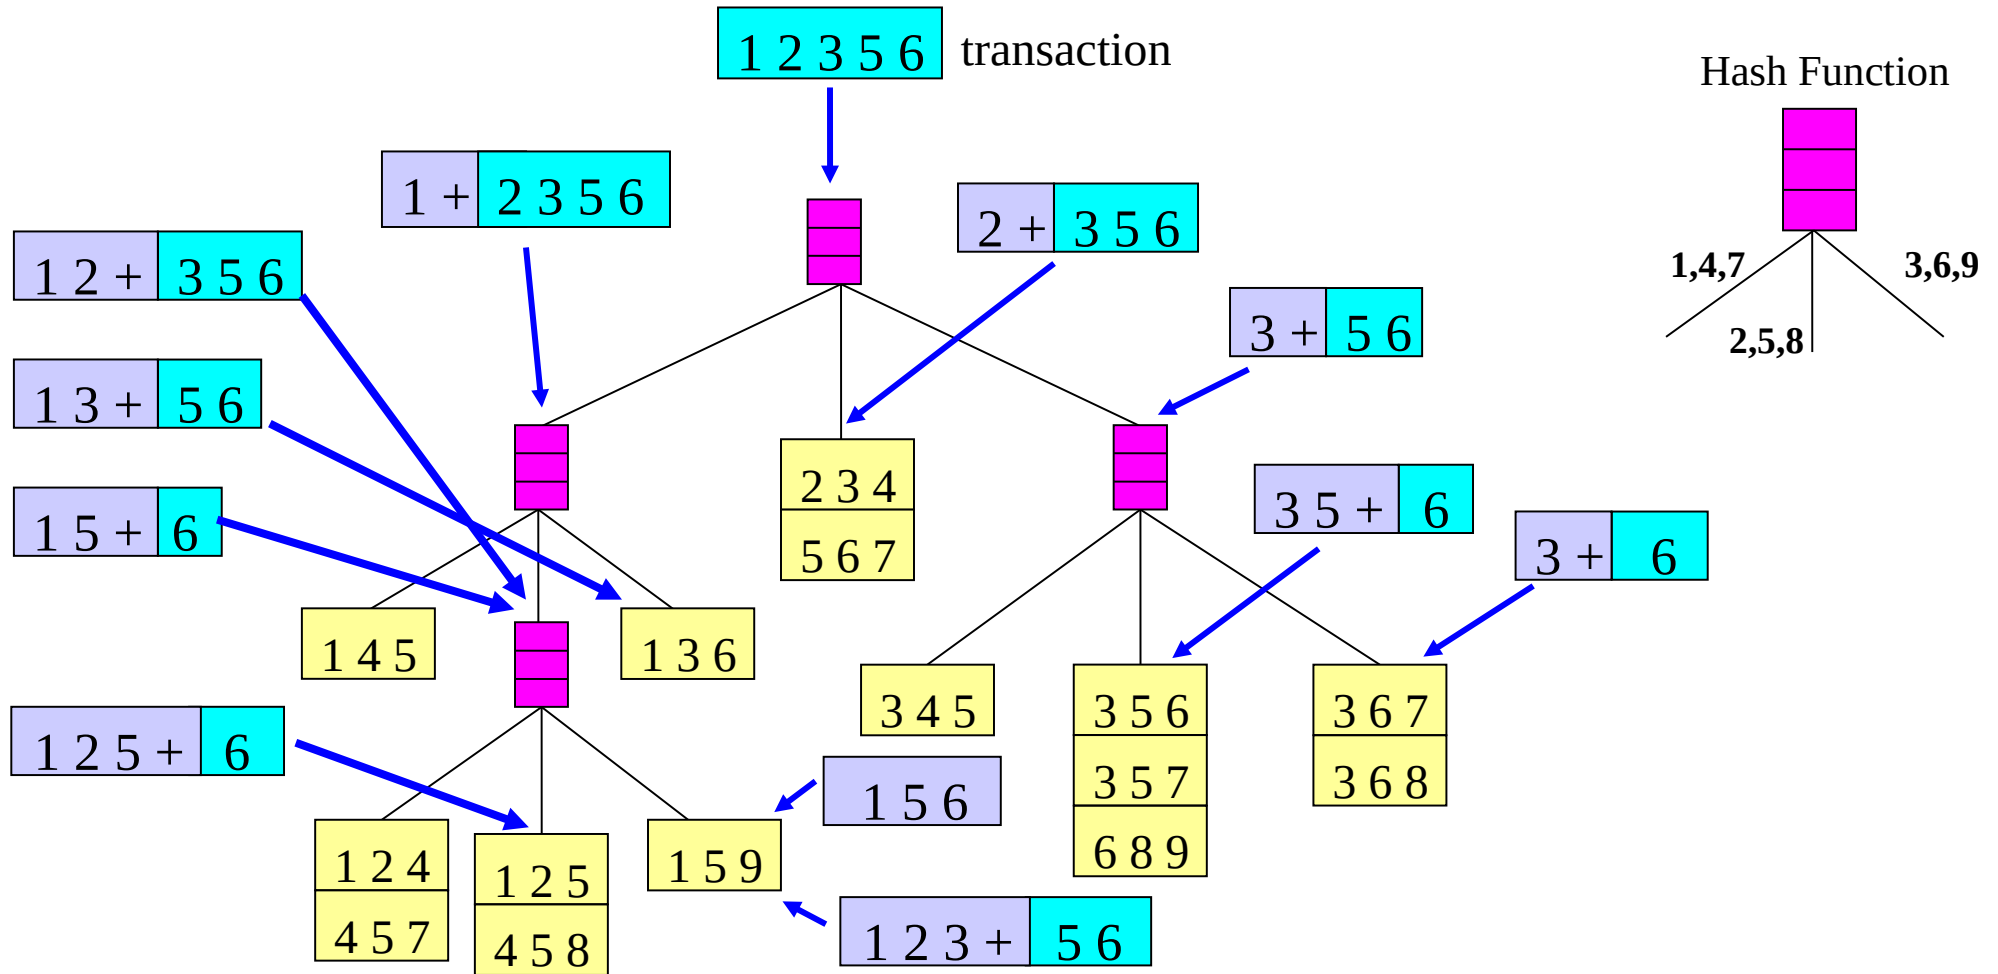 1 2 3 5 6 transaction
Hash Function
1 + 2 3 5 6
2 + 3 5 6
1 2 + 3 5 6
1,4,7
3,6,9
3 + 5 6
2,5,8
1 3 + 5 6
2 3 4
3 5 + 6
1 5 + 6
5 6 7
3 + 6
1 4 5
1 3 6
3 4 5
3 5 6
3 6 7
1 2 5 + 6
3 5 7
3 6 8
1 5 6
1 2 4
1 2 5
1 5 9
6 8 9
4 5 7
4 5 8
1 2 3 + 5 6